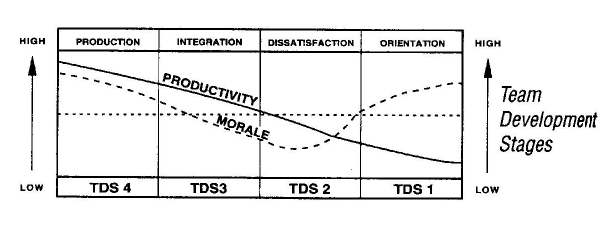 HIGH
PRODUCTION INTEGRATION DISSATISFACTION ORIENTATION
HIGH
PRODUCTIVITY
MORALE
Team
Development
Stages
LOW
TDS 4 TDS3 TDS 2 TDS 1
LOW